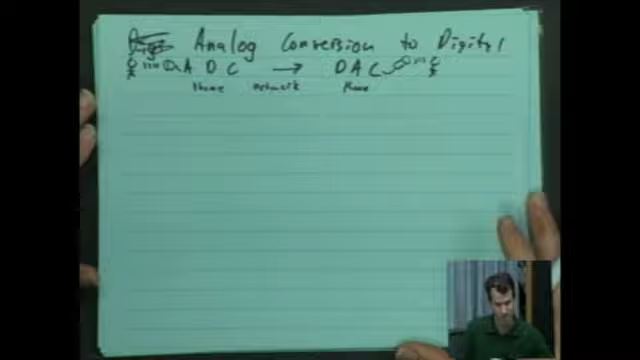 Analog Conversion to Digital
A D C → D A C
Phone network Phone